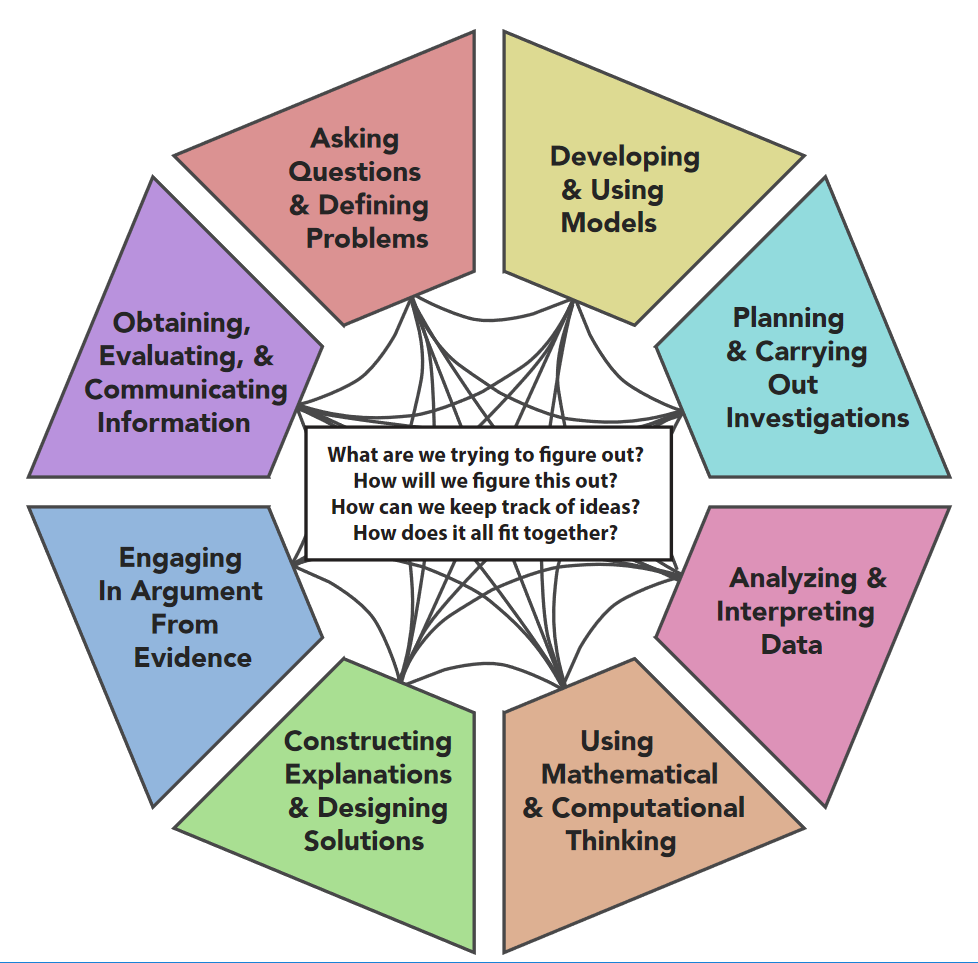 Asking
Questions
& Defining
Problems
Developing
& Using
Models
Planning
& Carrying
Out
Investigations
Analyzing &
Interpreting
Data
Using
Mathematical
& Computational
Thinking
Constructing
Explanations
& Designing
Solutions
Engaging
In Argument
From
Evidence
Obtaining,
Evaluating, &
Communicating
Information
What are we trying to figure out?
How will we figure this out?
How can we keep track of ideas?
How does it all fit together?